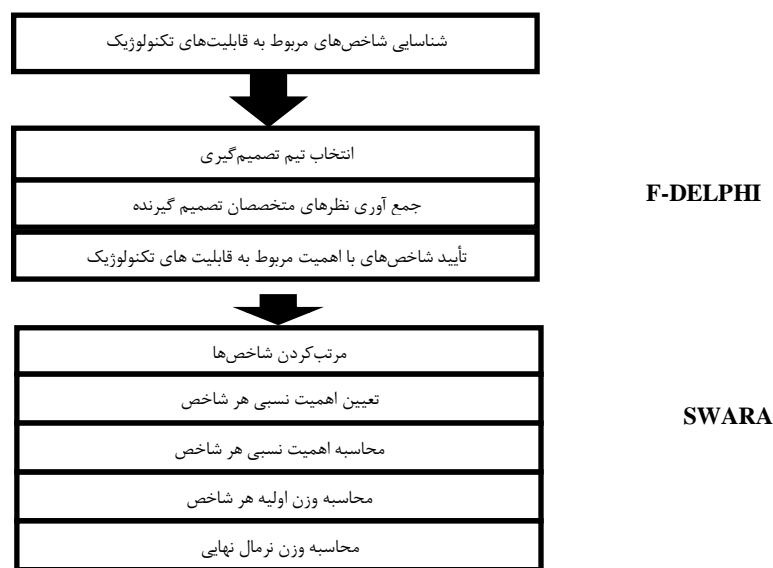 شناسایی شاخص‌های مربوط به قابلیت‌های تکنولوژیک
انتخاب تیم تصمیم‌گیری
جمع آوری نظرهای متخصصان تصمیم گیرنده
تأیید شاخص‌های با اهمیت مربوط به قابلیت های تکنولوژیک
F-DELPHI
مرتب‌کردن شاخص‌ها
تعیین اهمیت نسبی هر شاخص
محاسبه اهمیت نسبی هر شاخص
محاسبه وزن اولیه هر شاخص
محاسبه وزن نرمال نهایی
SWARA